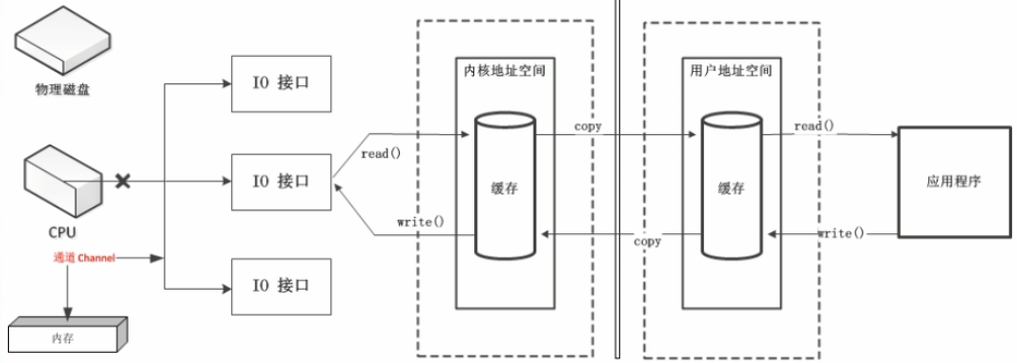 物理磁盘
CPU
通道 Channel
内存
IO 接口
IO 接口
IO 接口
read()
write()
内核地址空间
缓存
copy
copy
用户地址空间
缓存
read()
write()
应用程序